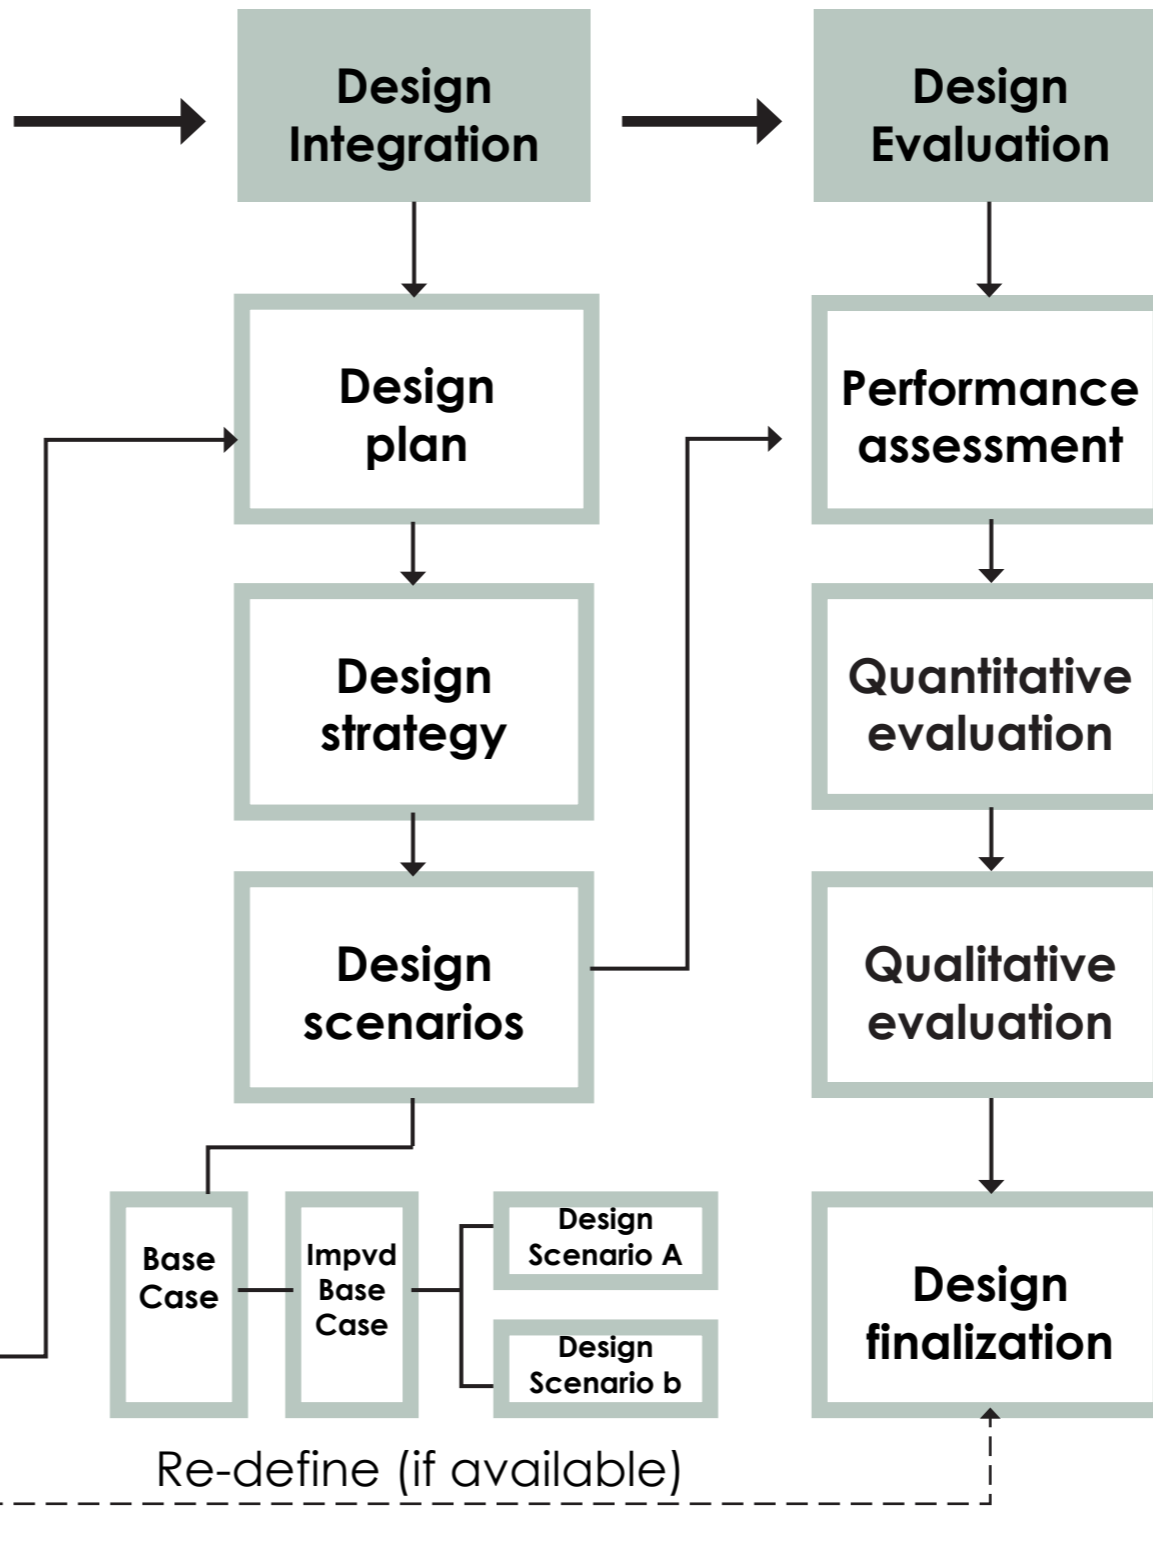 Design
Integration
Design
plan
Design
strategy
Design
scenarios
Base
Case
Impvd
Base
Case
Design
Scenario A
Design
Scenario b
Design
Evaluation
Performance
assessment
Quantitative
evaluation
Qualitative
evaluation
Design
finalization
Re-define (if available)